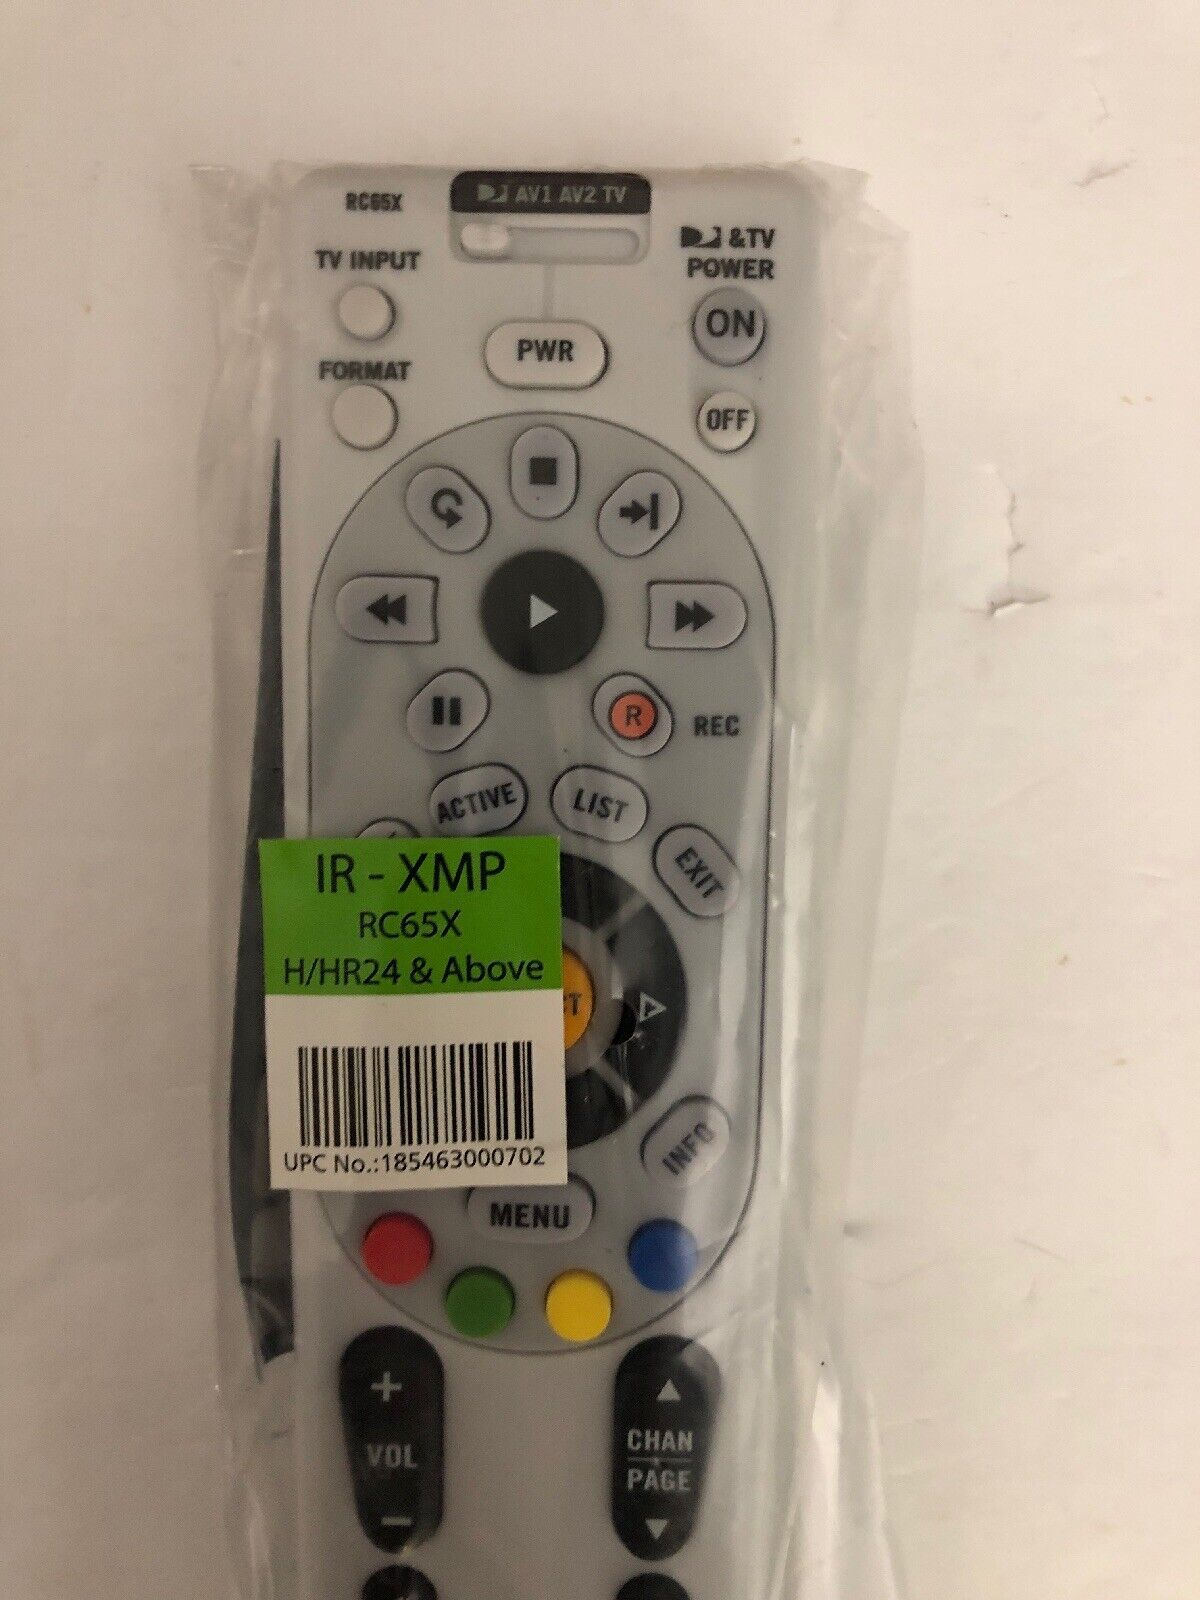 RC65X
AV1 AV2 TV
TV INPUT
&TV
POWER
ON
PWR
FORMAT
OFF
R
REC
ACTIVE
LIST
EXIT
IR - XMP
RC65X
H/HR24 & Above
CT
UPC No.:185463000702
INFO
MENU
+
VOL
−
CHAN
PAGE